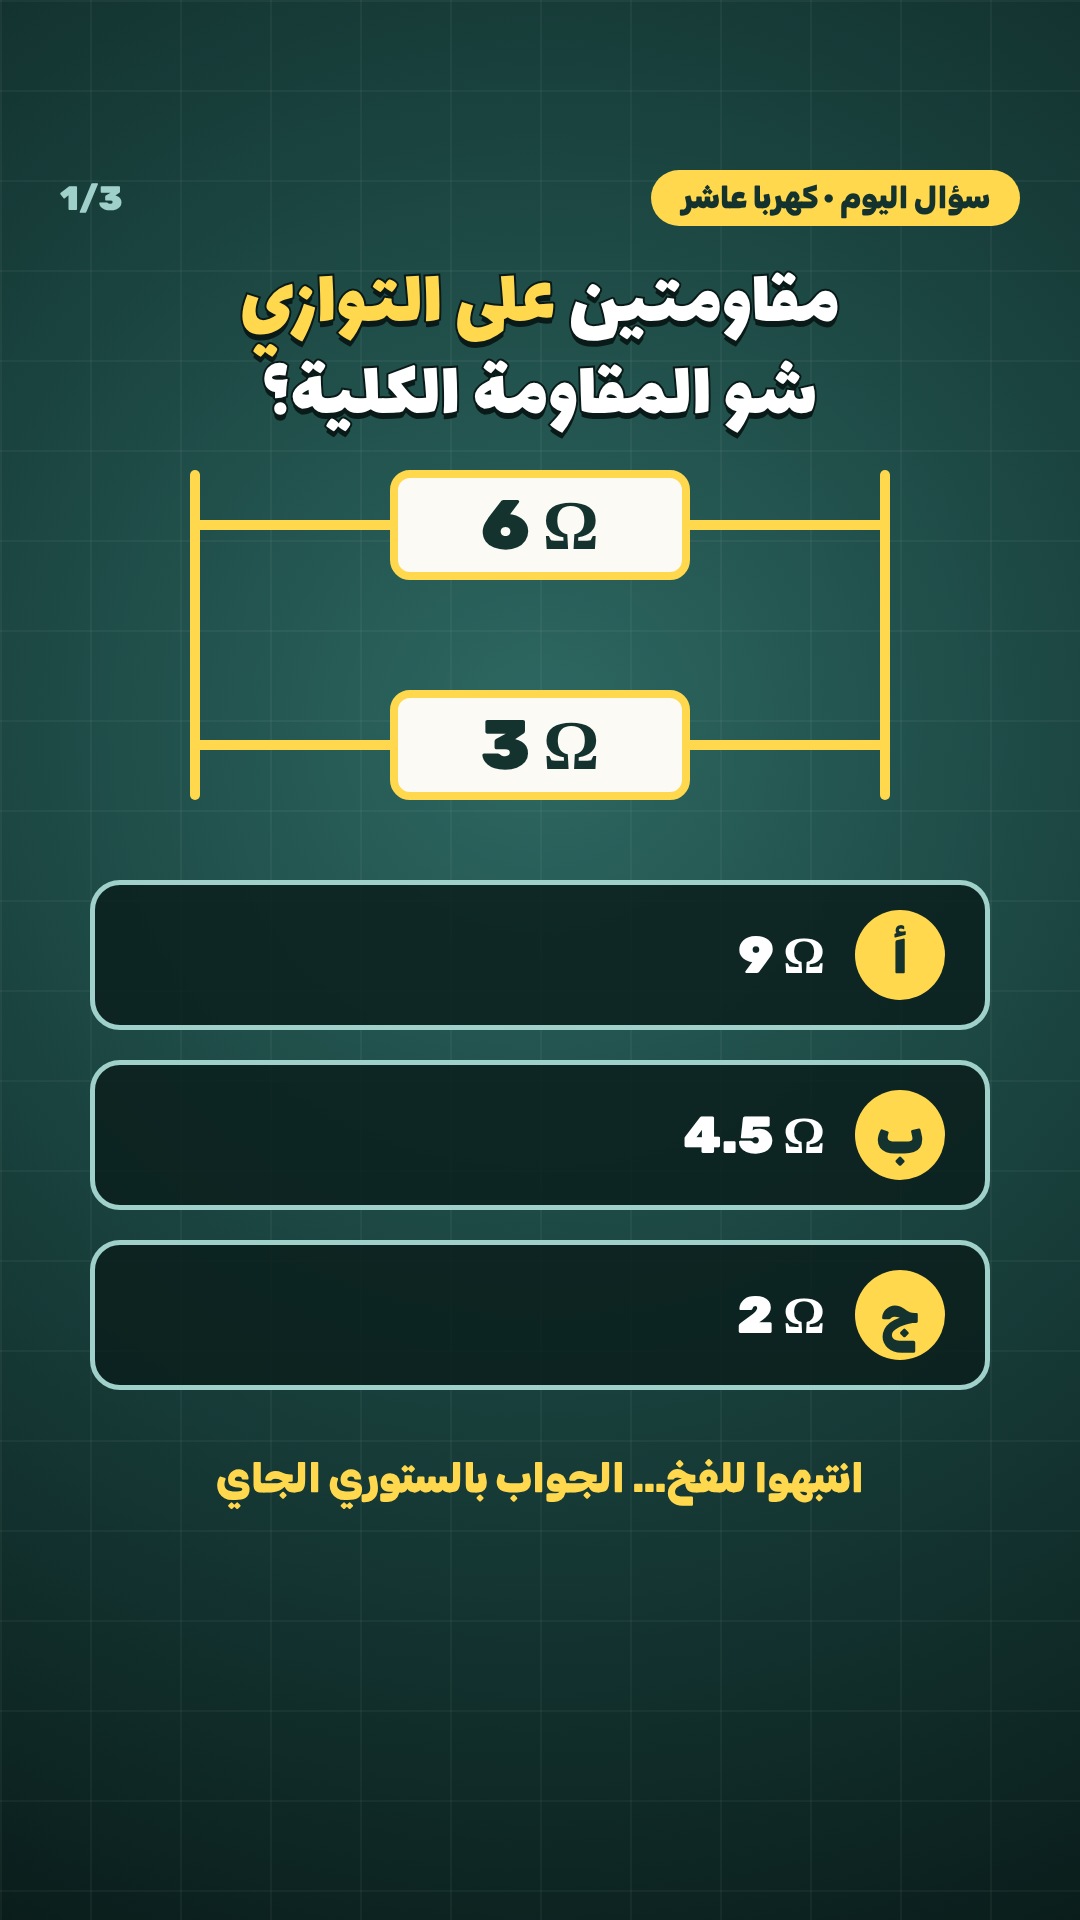 سؤال اليوم • كهربا عاشر
1/3
مقاومتين على التوازي
شو المقاومة الكلية؟
6 Ω
3 Ω
أ 9 Ω
ب 4.5 Ω
ج 2 Ω
انتبهوا للفخ... الجواب بالستوري الجاي